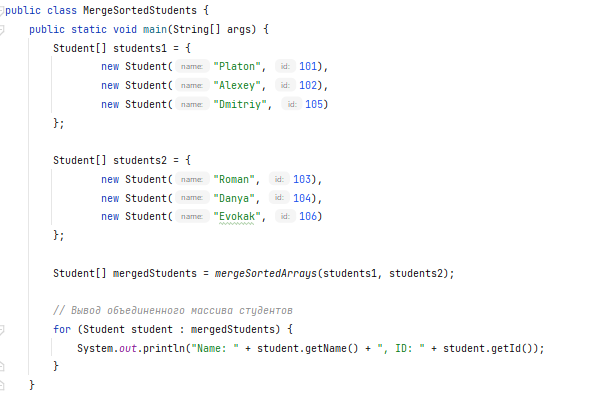 public class MergeSortedStudents {
public static void main(String[] args) {
Student[] students1 = {
new Student( name: "Platon", id: 101),
new Student( name: "Alexey", id: 102),
new Student( name: "Dmitriy", id: 105)
};
Student[] students2 = {
new Student( name: "Roman", id: 103),
new Student( name: "Danya", id: 104),
new Student( name: "Evokak", id: 106)
};
Student[] mergedStudents = mergeSortedArrays(students1, students2);
// Вывод объединенного массива студентов
for (Student student : mergedStudents) {
System.out.println("Name: " + student.getName() + ", ID: " + student.getId());
}
}